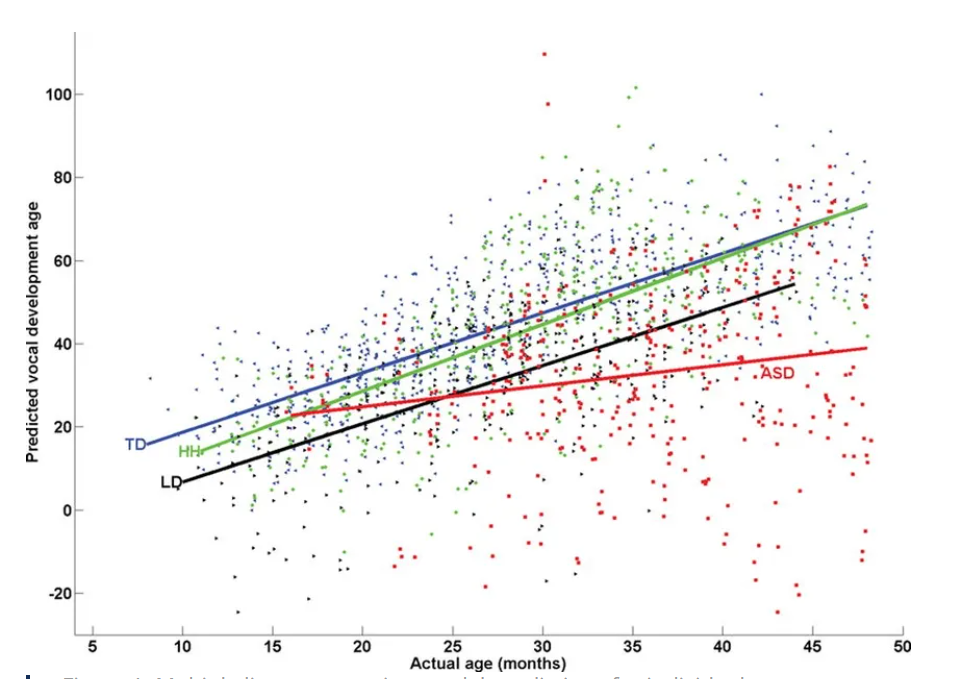 100
80
60
40
20
0
-20
Predicted vocal development age
TD
HH
LD
ASD
5 10 15 20 25 30 35 40 45 50
Actual age (months)